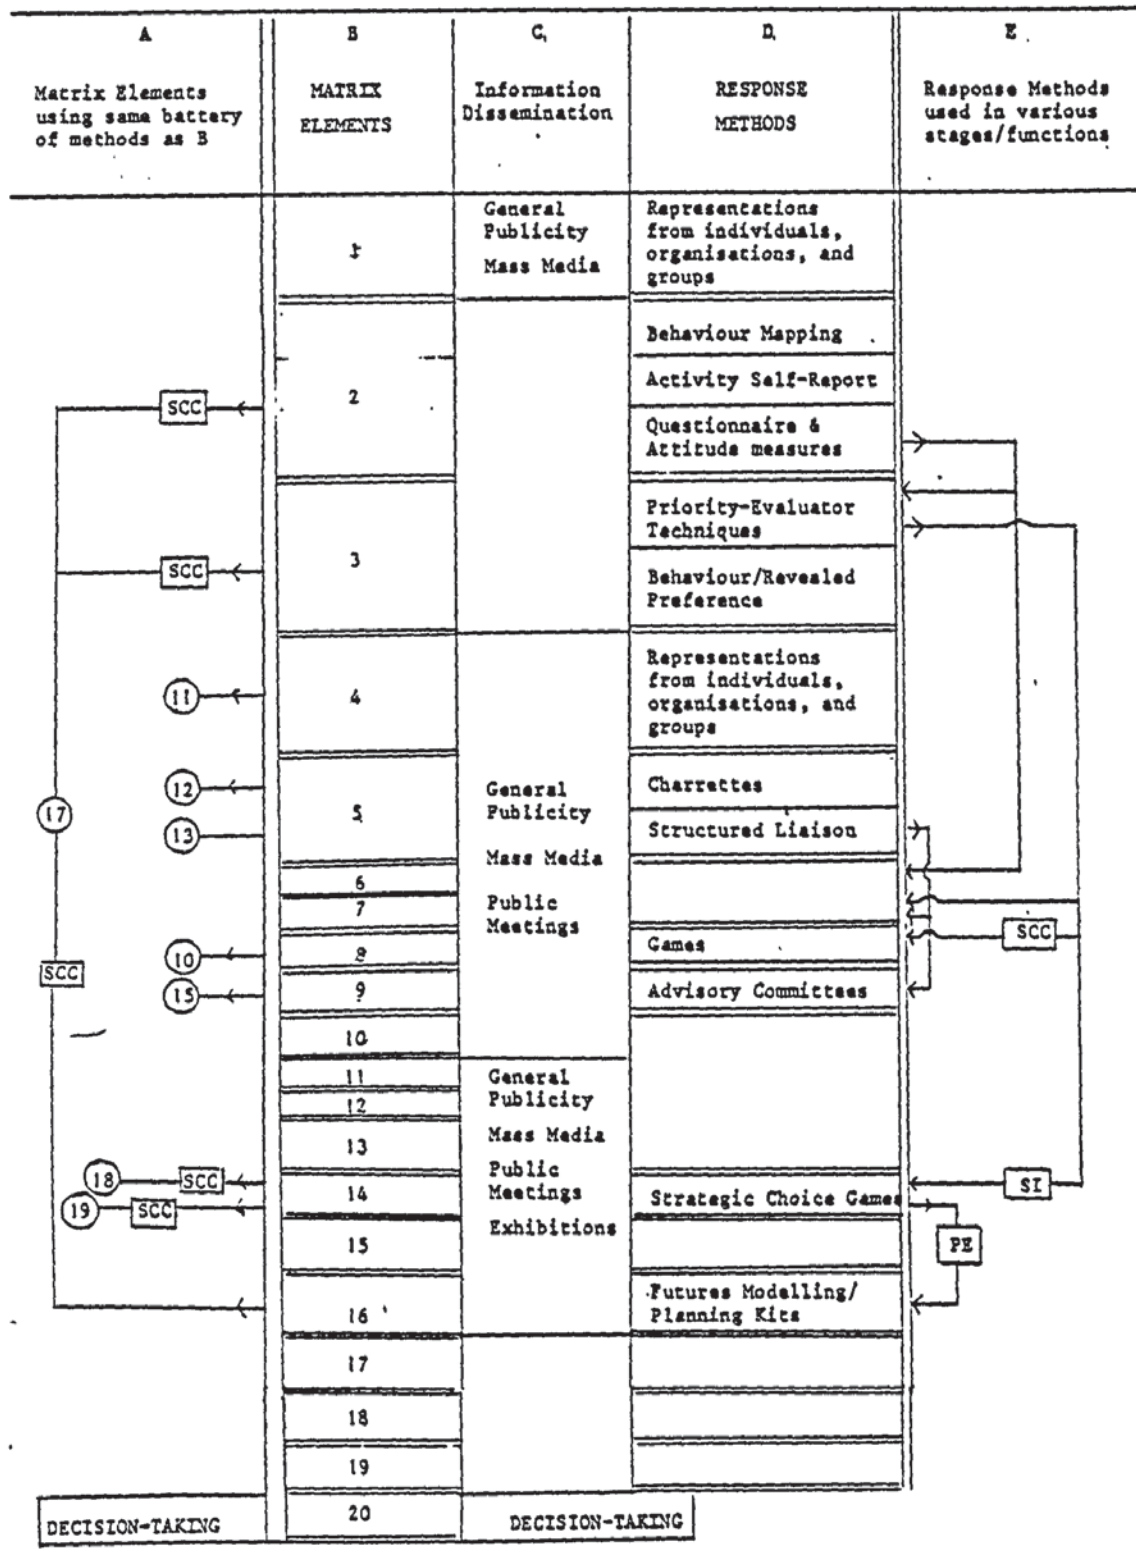 A
B
C
D
E
Matrix Elements
using same battery
of methods as B
MATRIX
ELEMENTS
Information
Dissemination
RESPONSE
METHODS
Response Methods
used in various
stages/functions
1
General
Publicity
Mass Media
Representations
from individuals,
organisations, and
groups
SCC
2
Behaviour Mapping
Activity Self-Report
Questionnaire &
Attitude measures
SCC
3
Priority-Evaluator
Techniques
Behaviour/Revealed
Preference
11
4
Representations
from individuals,
organisations, and
groups
12
13
17
5
General
Publicity
Mass Media
Public
Meetings
Charrettes
Structured Liaison
6
7
10
8
Games
SCC
SCC
15
9
Advisory Committees
10
11
12
13
General
Publicity
Mass Media
Public
Meetings
Exhibitions
18
SCC
19
SCC
14
Strategic Choice Games
SI
PE
15
16
Futures Modelling/
Planning Kits
17
18
19
20
DECISION-TAKING
DECISION-TAKING